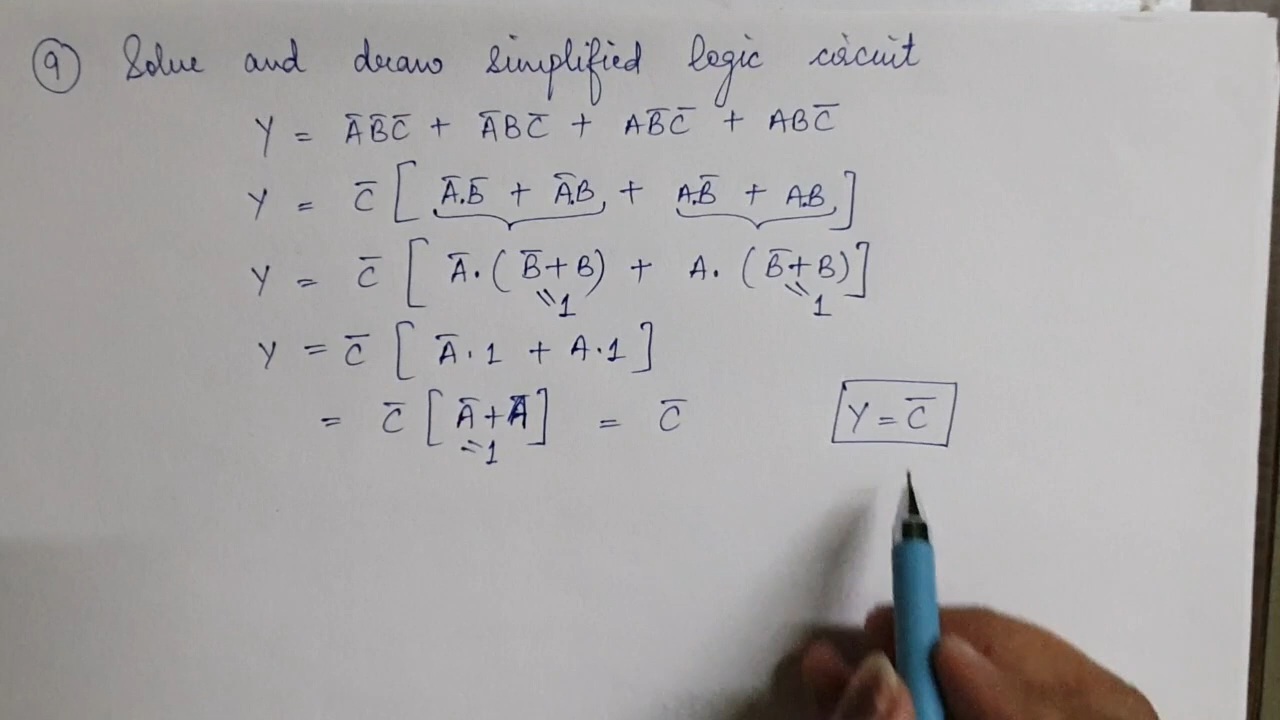 9 Solve and draw simplified logic circuit
Y = A̅B̅C̅ + A̅BC̅ + AB̅C̅ + ABC̅
Y = C̅ [ A̅.B̅ + A̅.B + A.B̅ + A.B ]
Y = C̅ [ A̅.(B̅+B) + A.(B̅+B) ]
=1 =1
Y = C̅ [ A̅.1 + A.1 ]
= C̅ [ A̅+A ] = C̅ Y = C̅
=1